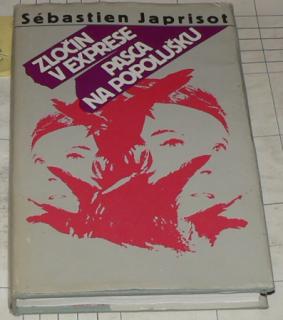 Sébastien Japrisot
ZLOČIN
V EXPRESE
PASCA
NA POPOLUŠKU